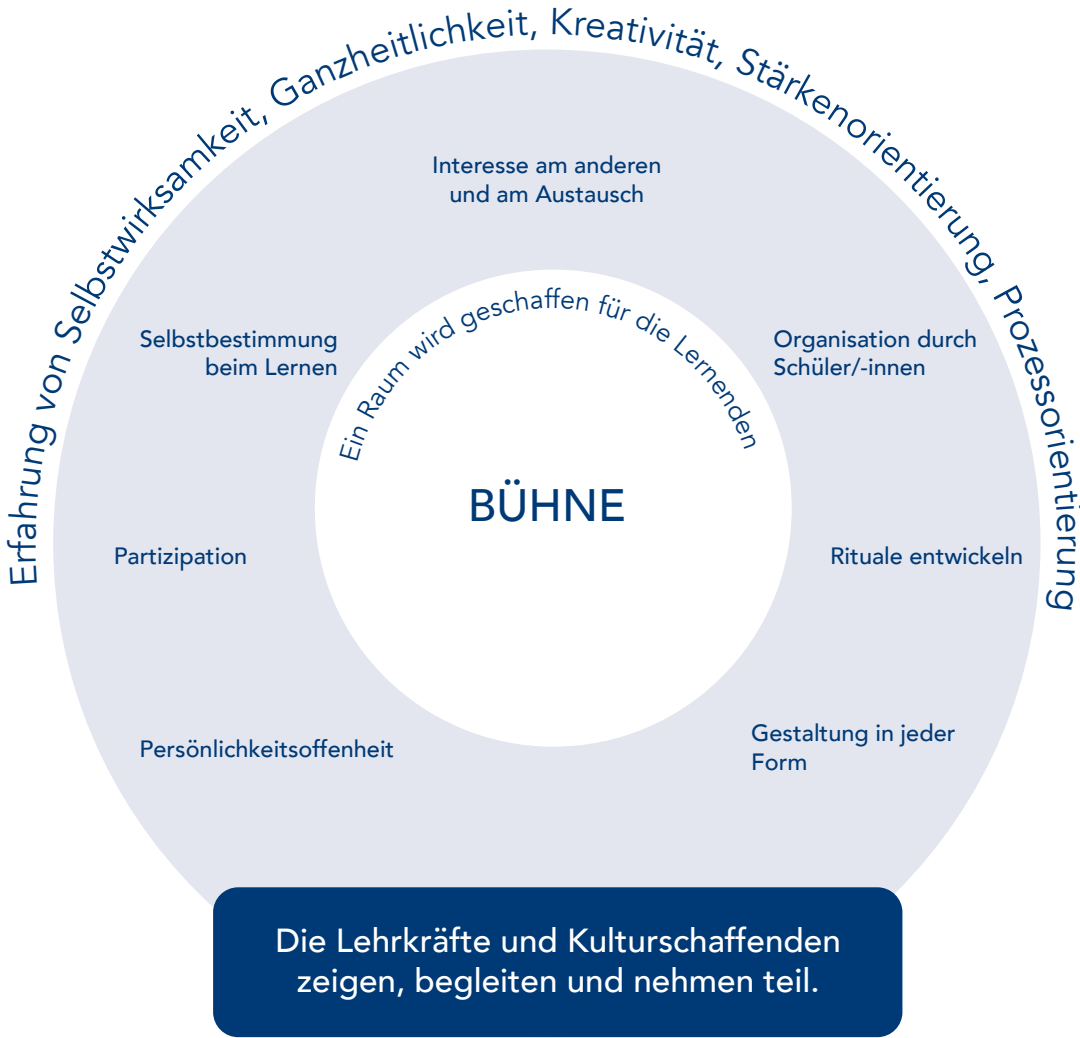 Erfahrung von Selbstwirksamkeit, Ganzheitlichkeit, Kreativität, Stärkenorientierung, Prozessorientierung
Interesse am anderen
und am Austausch
Ein Raum wird geschaffen für die Lernenden
Selbstbestimmung
beim Lernen
Organisation durch
Schüler/-innen
BÜHNE
Partizipation
Rituale entwickeln
Persönlichkeitsoffenheit
Gestaltung in jeder
Form
Die Lehrkräfte und Kulturschaffenden
zeigen, begleiten und nehmen teil.